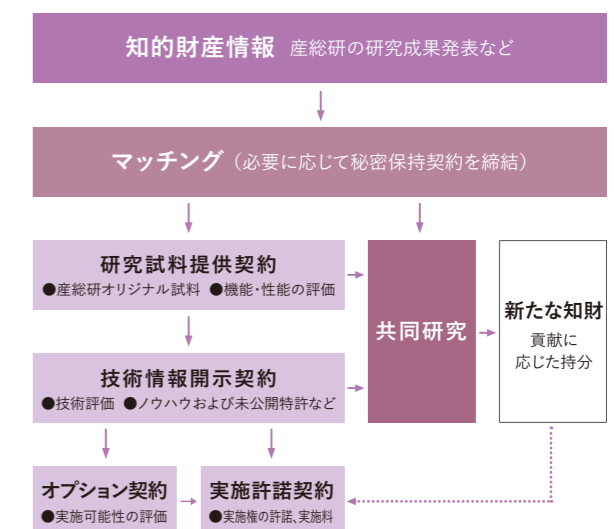 知的財産情報 産総研の研究成果発表など
マッチング（必要に応じて秘密保持契約を締結）
研究試料提供契約
●産総研オリジナル試料 ●機能・性能の評価
技術情報開示契約
●技術評価 ●ノウハウおよび未公開特許など
共同研究
新たな知財
貢献に
応じた持分
オプション契約
●実施可能性の評価
実施許諾契約
●実施権の許諾、実施料